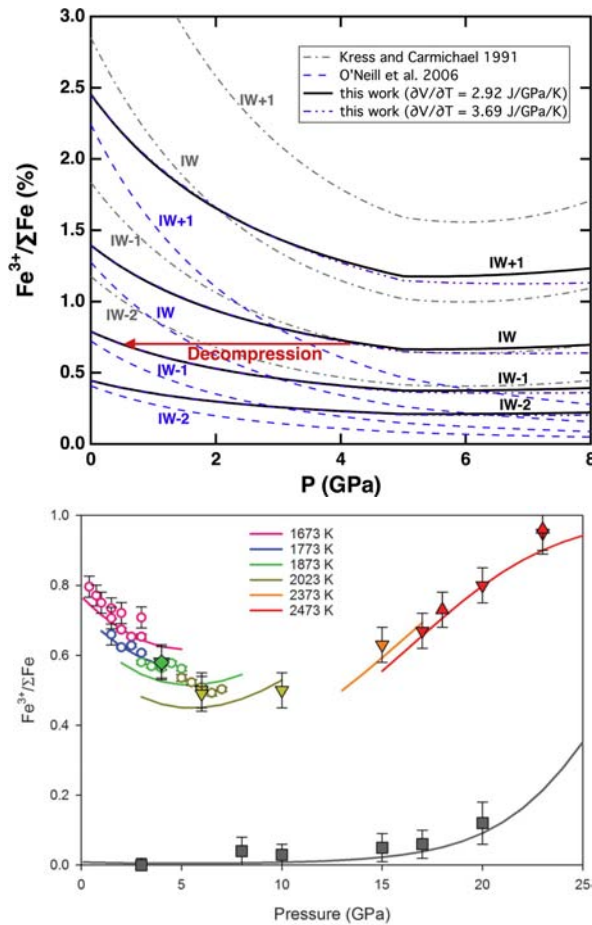 3.0
2.5
2.0
1.5
1.0
0.5
0.0
Fe3+/ΣFe (%)
Kress and Carmichael 1991
O'Neill et al. 2006
this work (∂V/∂T = 2.92 J/GPa/K)
this work (∂V/∂T = 3.69 J/GPa/K)
IW+1
IW
IW+1
IW-1
IW+1
IW-2
IW
IW
Decompression
IW-1
IW-1
IW-2
IW-2
0
2
4
6
8
P (GPa)
1.0
0.8
0.6
0.4
0.2
0.0
Fe3+/ΣFe
1673 K
1773 K
1873 K
2023 K
2373 K
2473 K
0
5
10
15
20
25
Pressure (GPa)